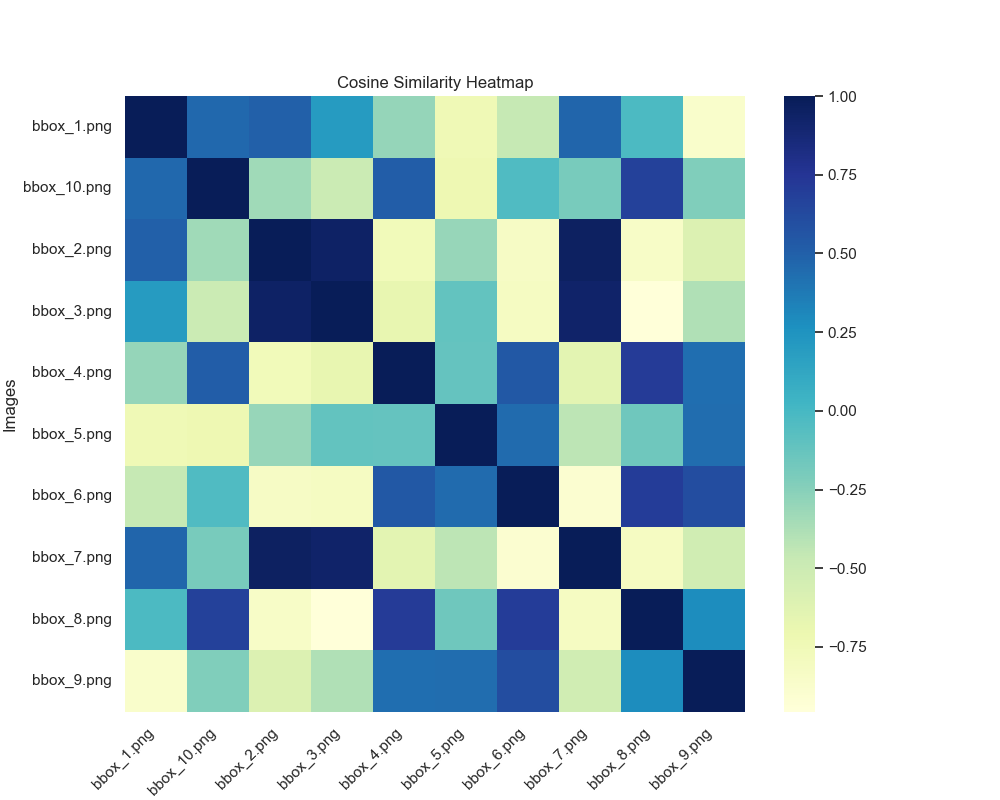 Cosine Similarity Heatmap
Images
bbox_1.png
bbox_10.png
bbox_2.png
bbox_3.png
bbox_4.png
bbox_5.png
bbox_6.png
bbox_7.png
bbox_8.png
bbox_9.png
bbox_1.png
bbox_10.png
bbox_2.png
bbox_3.png
bbox_4.png
bbox_5.png
bbox_6.png
bbox_7.png
bbox_8.png
bbox_9.png
1.00
0.75
0.50
0.25
0.00
−0.25
−0.50
−0.75